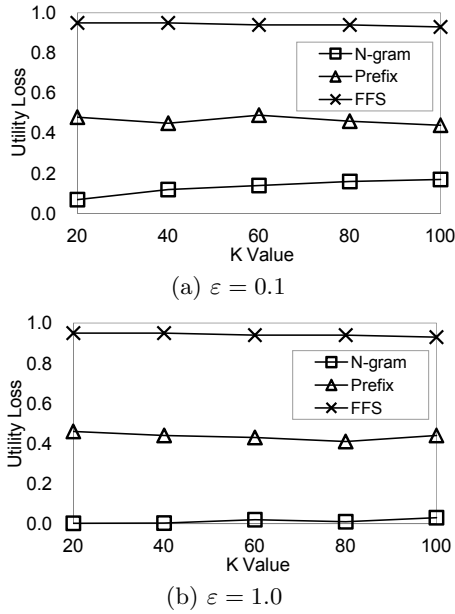 1.0
0.8
0.6
0.4
0.2
0.0
Utility Loss
N-gram
Prefix
FFS
20 40 60 80 100
K Value
(a) ε = 0.1
1.0
0.8
0.6
0.4
0.2
0.0
Utility Loss
N-gram
Prefix
FFS
20 40 60 80 100
K Value
(b) ε = 1.0